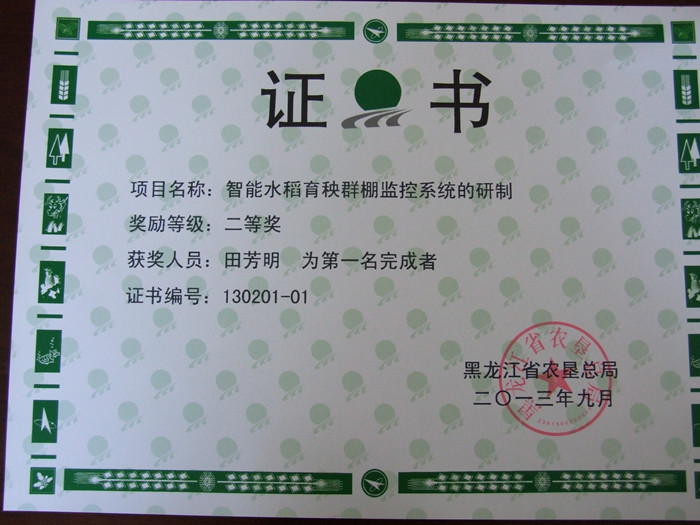 证书
项目名称：智能水稻育秧群棚监控系统的研制
奖励等级：二等奖
获奖人员：田芳明 为第一名完成者
证书编号：130201-01
黑龙江省农垦总局
二〇一三年九月